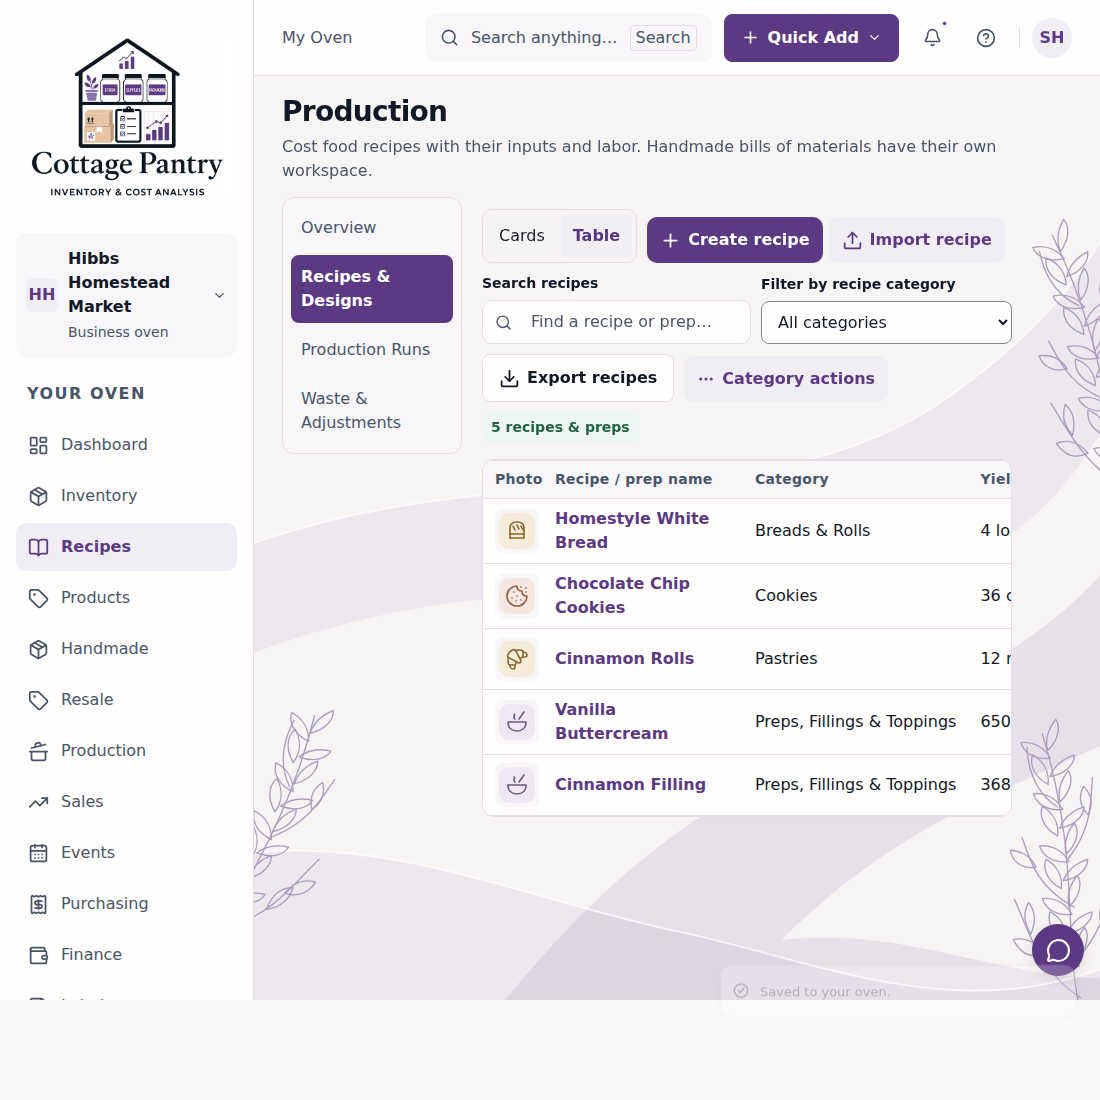 Cottage Pantry
INVENTORY & COST ANALYSIS
HH
Hibbs
Homestead
Market
Business oven
YOUR OVEN
Dashboard
Inventory
Recipes
Products
Handmade
Resale
Production
Sales
Events
Purchasing
Finance
My Oven
Search anything...
Search
Quick Add
SH
Production
Cost food recipes with their inputs and labor. Handmade bills of materials have their own
workspace.
Overview
Recipes &
Designs
Production Runs
Waste &
Adjustments
Cards
Table
Create recipe
Import recipe
Search recipes
Find a recipe or prep...
Filter by recipe category
All categories
Export recipes
Category actions
5 recipes & preps
Photo Recipe / prep name Category Yiel
Homestyle White
Bread
Breads & Rolls
4 lo
Chocolate Chip
Cookies
Cookies
36
Cinnamon Rolls
Pastries
12
Vanilla
Buttercream
Preps, Fillings & Toppings
650
Cinnamon Filling
Preps, Fillings & Toppings
368
Saved to your oven.